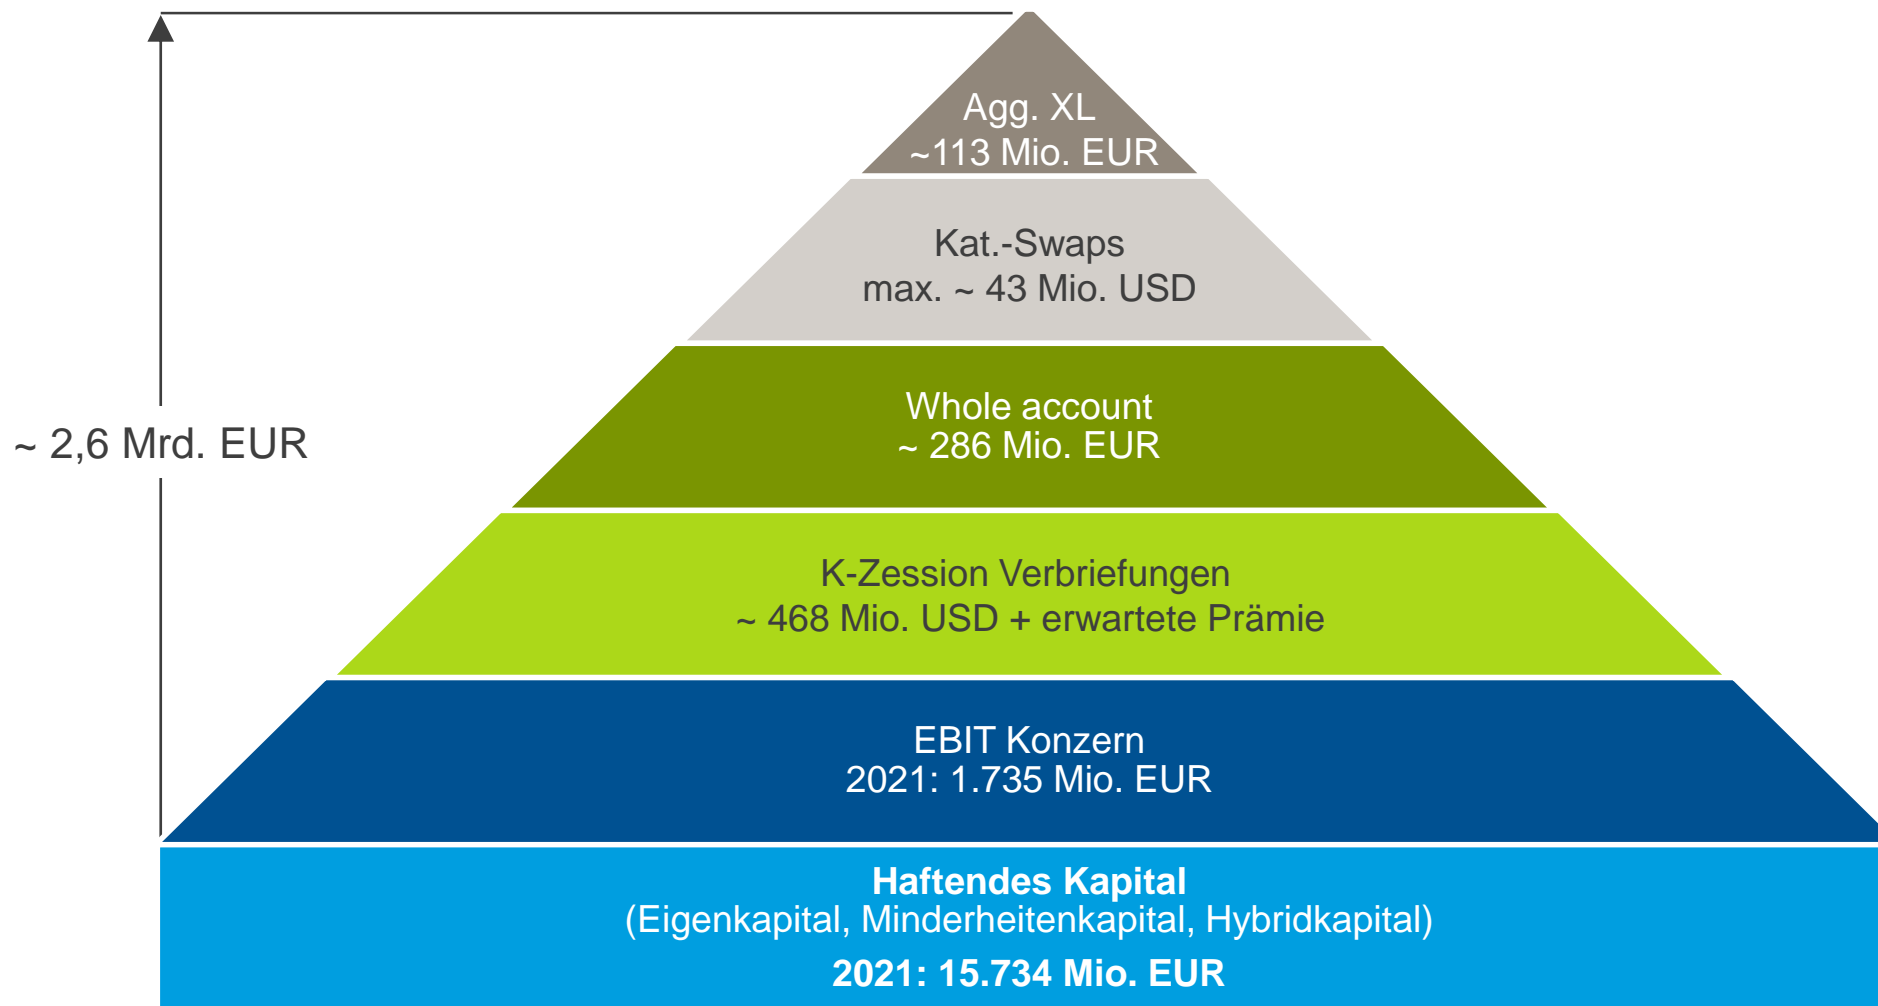 Agg. XL
~113 Mio. EUR
Kat.-Swaps
max. ~ 43 Mio. USD
Whole account
~ 286 Mio. EUR
~ 2,6 Mrd. EUR
K-Zession Verbriefungen
~ 468 Mio. USD + erwartete Prämie
EBIT Konzern
2021: 1.735 Mio. EUR
Haftendes Kapital
(Eigenkapital, Minderheitenkapital, Hybridkapital)
2021: 15.734 Mio. EUR